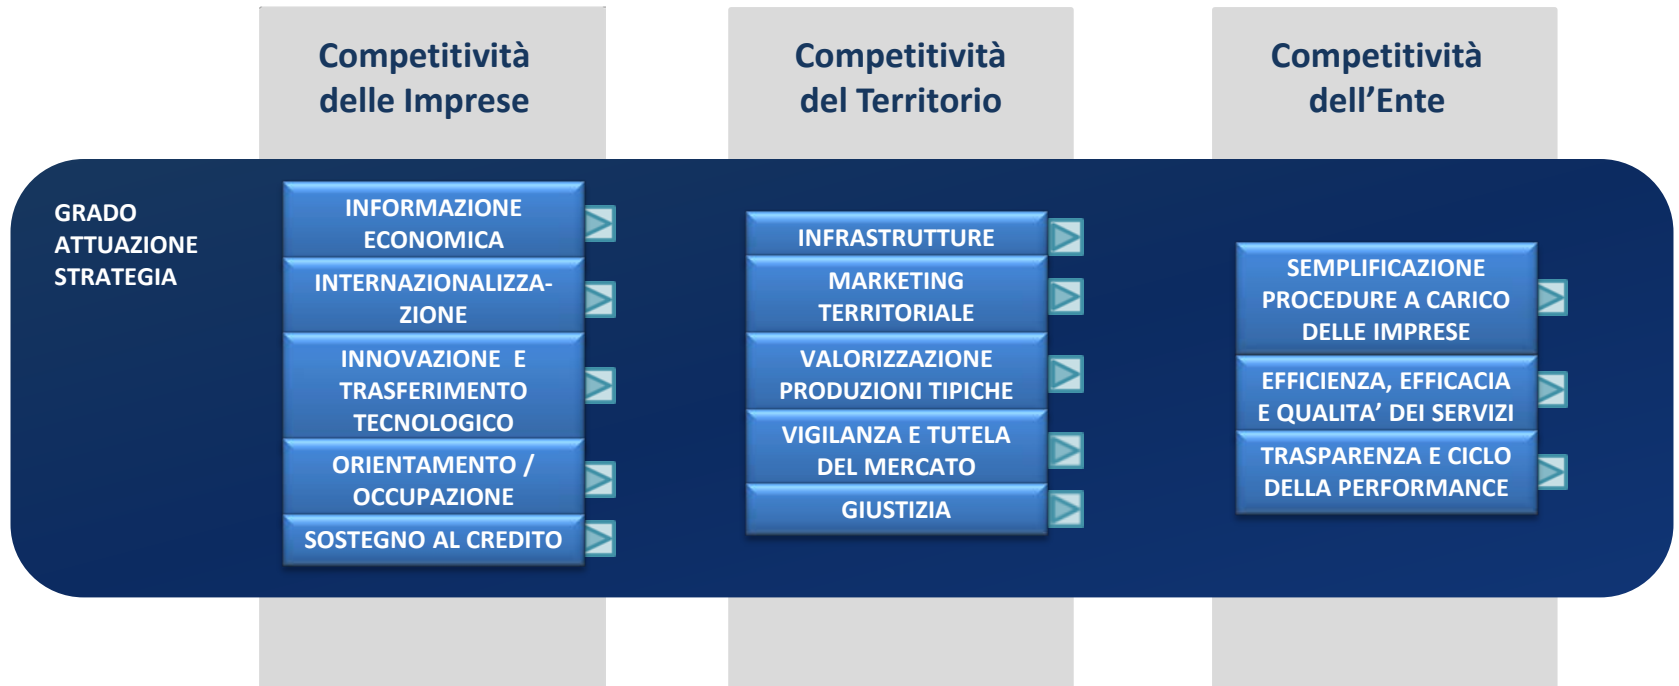 Competitività
delle Imprese
Competitività
del Territorio
Competitività
dell’Ente
GRADO
ATTUAZIONE
STRATEGIA
INFORMAZIONE
ECONOMICA
INTERNAZIONALIZZA-
ZIONE
INNOVAZIONE E
TRASFERIMENTO
TECNOLOGICO
ORIENTAMENTO /
OCCUPAZIONE
SOSTEGNO AL CREDITO
INFRASTRUTTURE
MARKETING
TERRITORIALE
VALORIZZAZIONE
PRODUZIONI TIPICHE
VIGILANZA E TUTELA
DEL MERCATO
GIUSTIZIA
SEMPLIFICAZIONE
PROCEDURE A CARICO
DELLE IMPRESE
EFFICIENZA, EFFICACIA
E QUALITA’ DEI SERVIZI
TRASPARENZA E CICLO
DELLA PERFORMANCE